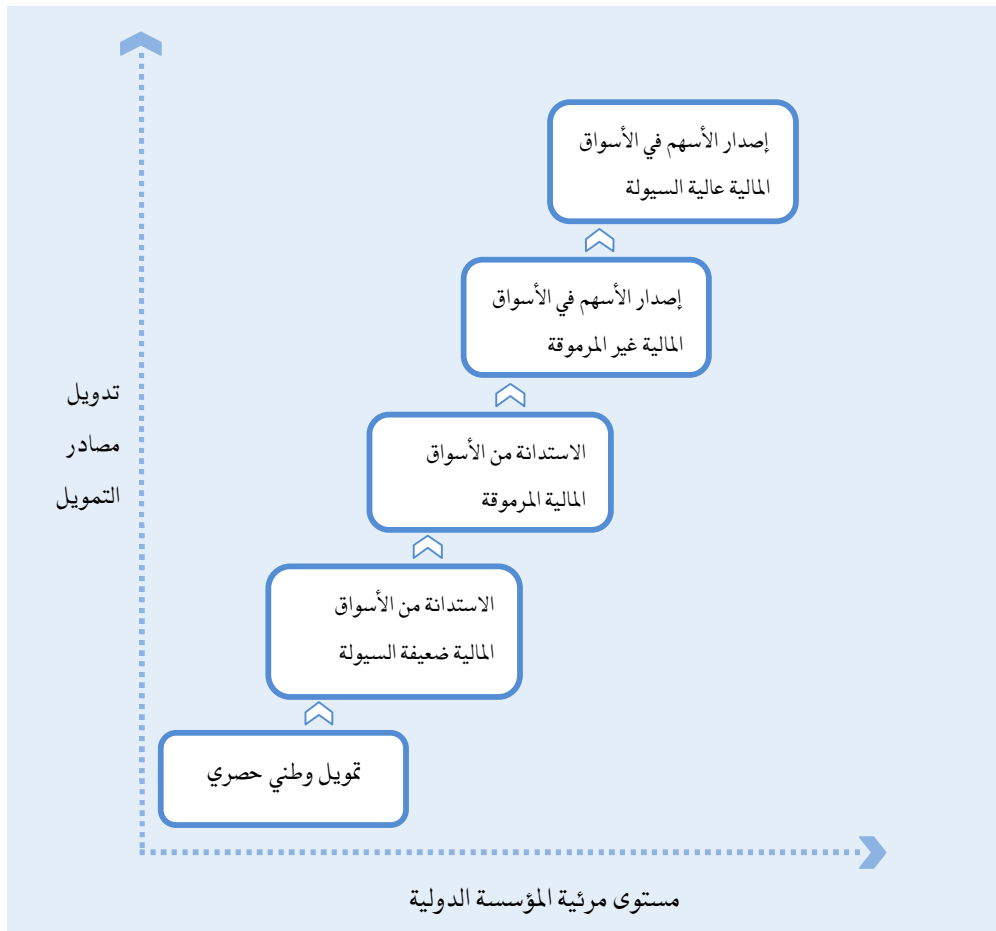 إصدار الأسهم في الأسواق
المالية عالية السيولة
إصدار الأسهم في الأسواق
المالية غير المرموقة
تدويل
مصادر
التمويل
الاستدانة من الأسواق
المالية المرموقة
الاستدانة من الأسواق
المالية ضعيفة السيولة
تمويل وطني حصري
مستوى مرئية المؤسسة الدولية